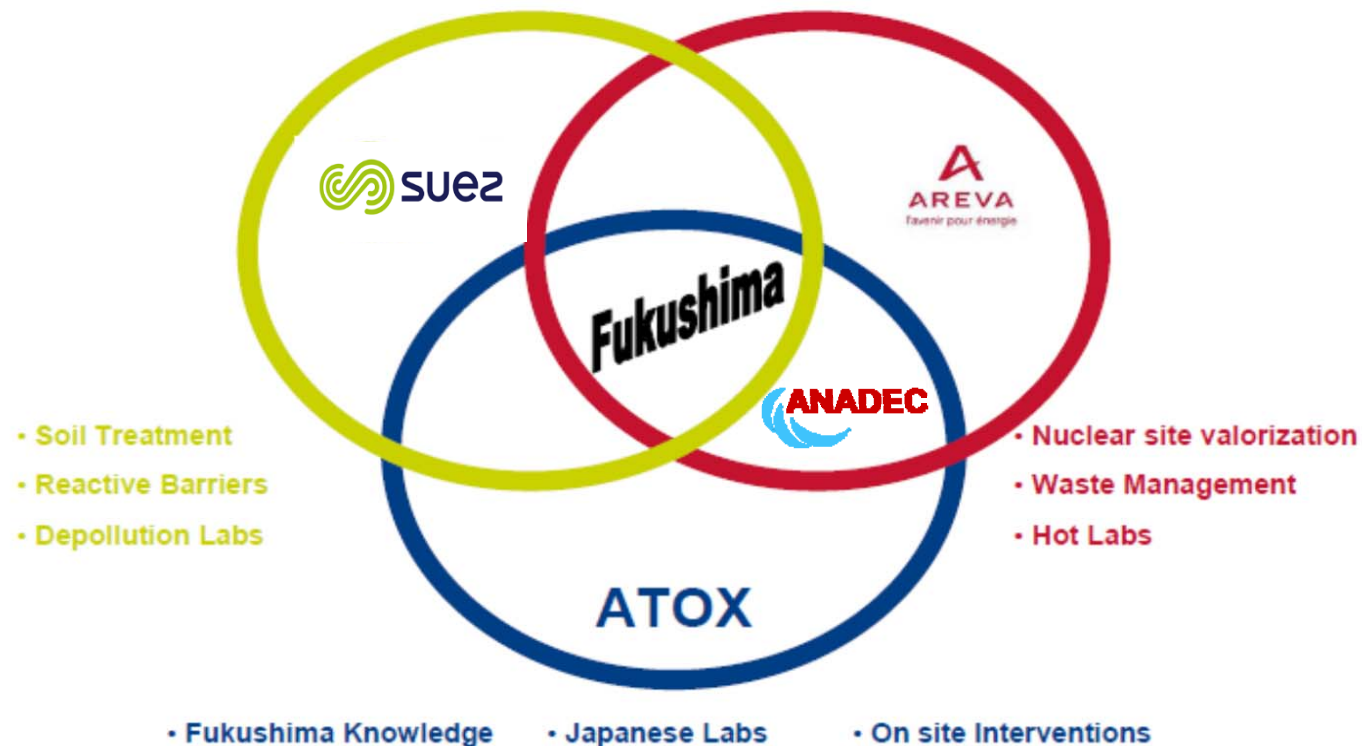 suez
AREVA
l'avenir pour énergie
Fukushima
ANADEC
• Soil Treatment
• Reactive Barriers
• Depollution Labs
• Nuclear site valorization
• Waste Management
• Hot Labs
ATOX
• Fukushima Knowledge • Japanese Labs • On site Interventions